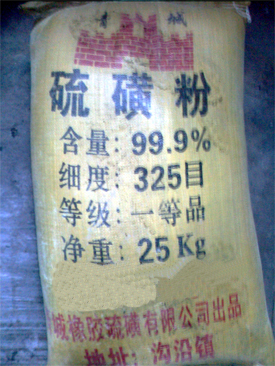 城
硫磺粉
含量：99.9%
细度：325目
等级：一等品
净重：25Kg
城橡胶硫磺有限公司出品
地址：沟沿镇